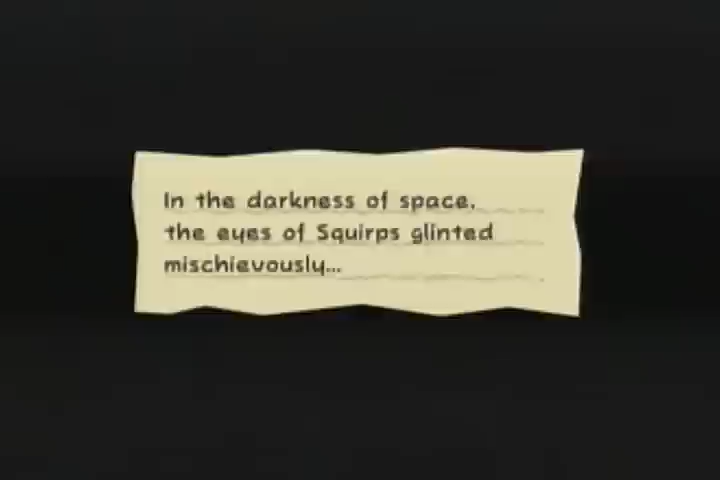 In the darkness of space,
the eyes of Squirps glinted
mischievously...